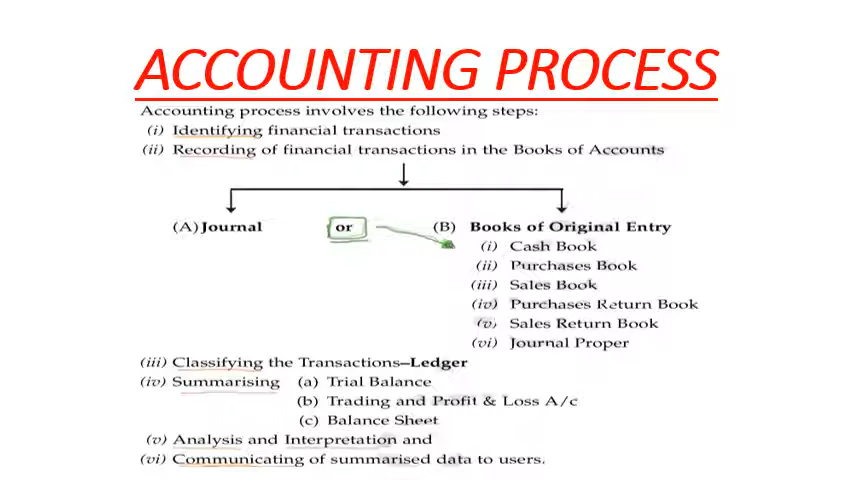 ACCOUNTING PROCESS
Accounting process involves the following steps:
(i) Identifying financial transactions
(ii) Recording of financial transactions in the Books of Accounts
(A) Journal or (B) Books of Original Entry
(i) Cash Book
(ii) Purchases Book
(iii) Sales Book
(iv) Purchases Return Book
(v) Sales Return Book
(vi) Journal Proper
(iii) Classifying the Transactions–Ledger
(iv) Summarising (a) Trial Balance
(b) Trading and Profit & Loss A/c
(c) Balance Sheet
(v) Analysis and Interpretation and
(vi) Communicating of summarised data to users.